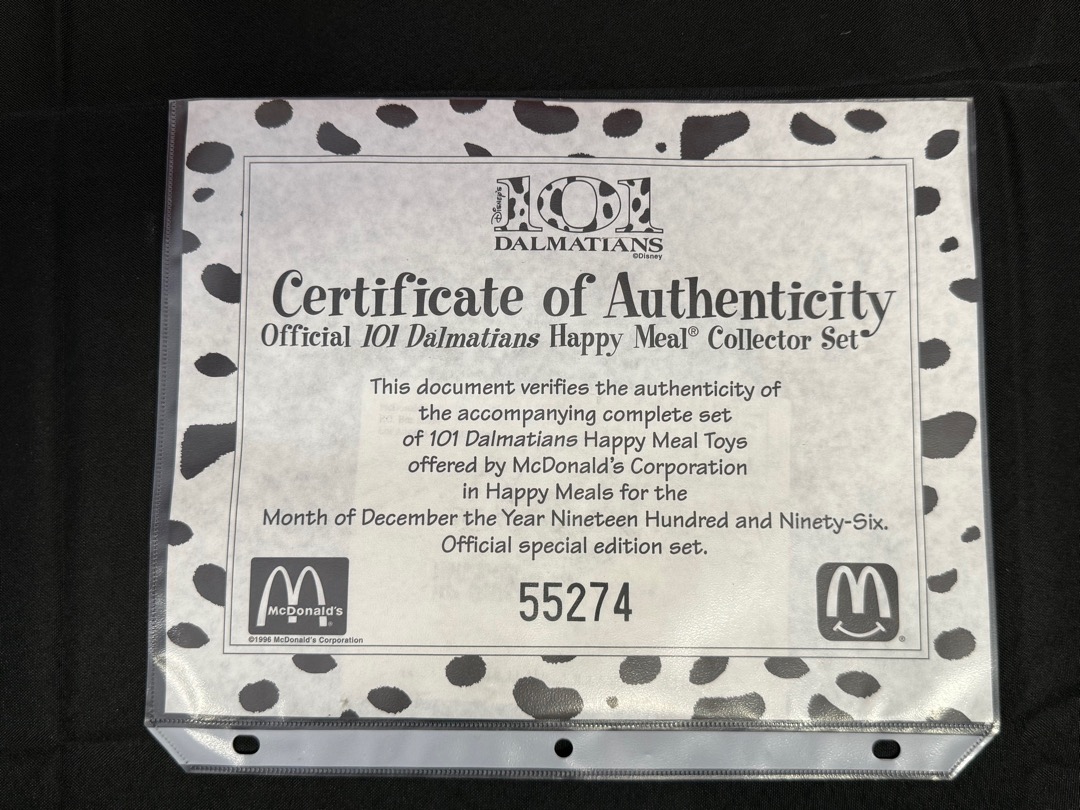 Disney's
101
DALMATIANS
©Disney
Certificate of Authenticity
Official 101 Dalmatians Happy Meal® Collector Set
This document verifies the authenticity of
the accompanying complete set
of 101 Dalmatians Happy Meal Toys
offered by McDonald's Corporation
in Happy Meals for the
Month of December the Year Nineteen Hundred and Ninety-Six.
Official special edition set.
McDonald's ®
55274
®
©1996 McDonald's Corporation